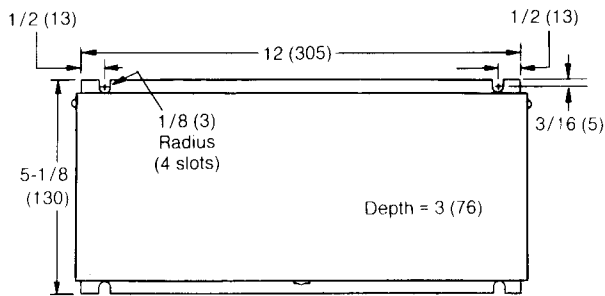 1/2 (13)
1/2 (13)
12 (305)
1/8 (3)
Radius
(4 slots)
3/16 (5)
5-1/8
(130)
Depth = 3 (76)